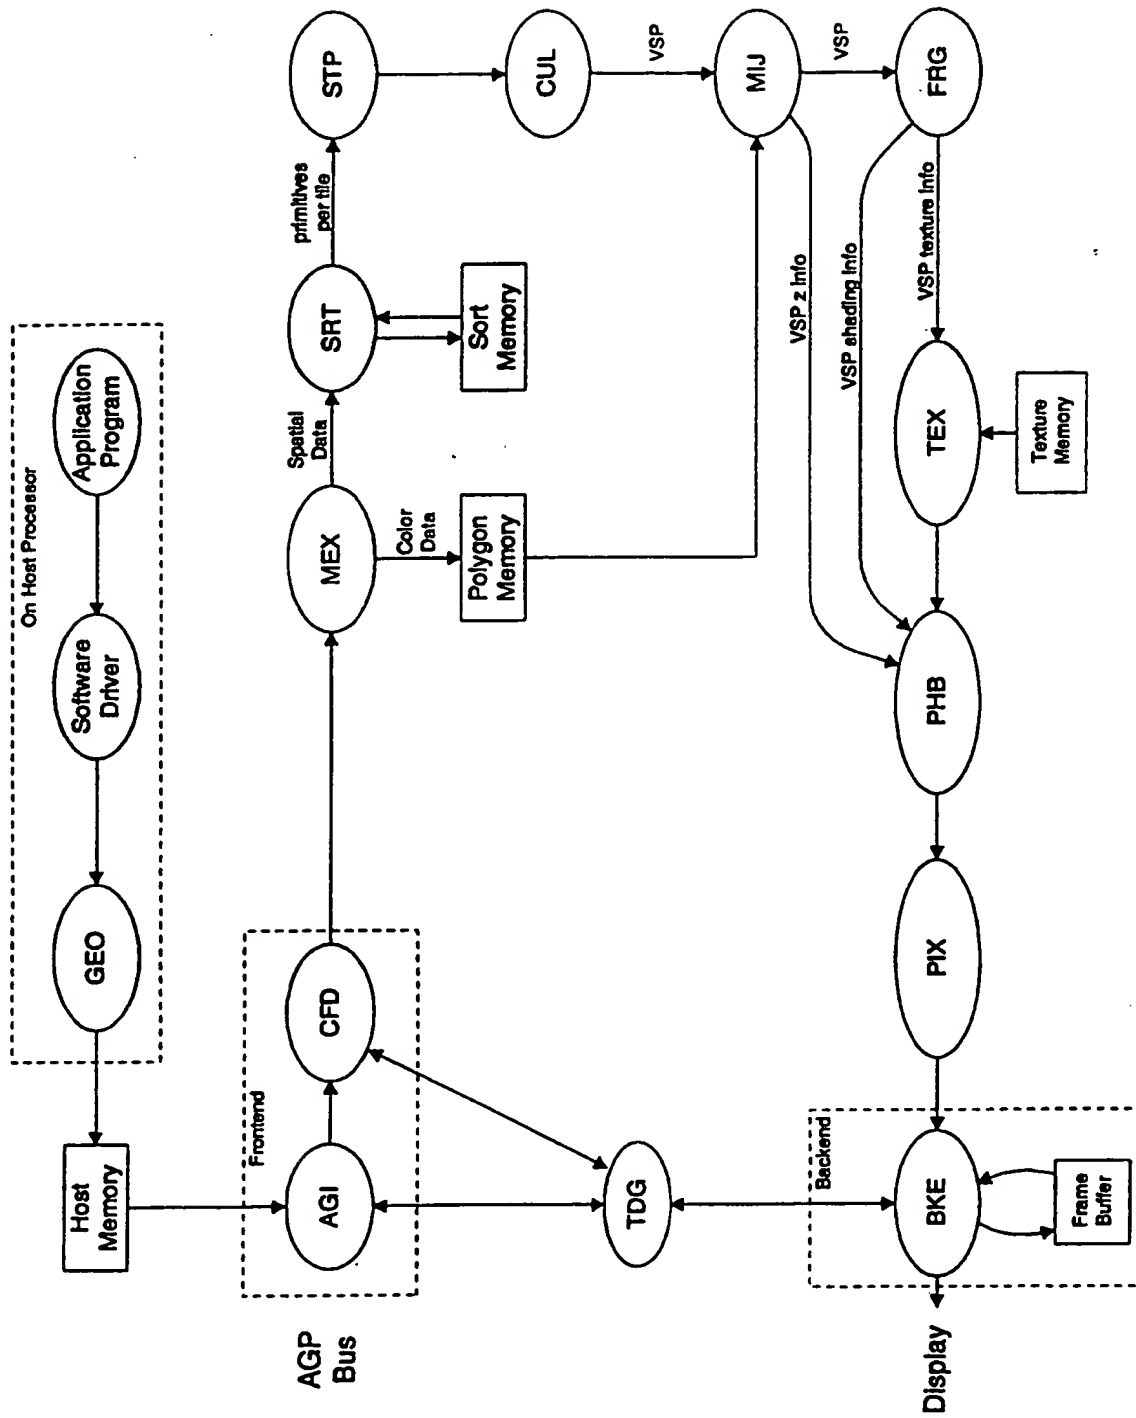 On Host Processor
Application
Program
Software
Driver
GEO
Host
Memory
AGP
Bus
Frontend
AGI
CFD
MEX
Spatial
Data
Color
Data
Polygon
Memory
SRT
Sort
Memory
primitives
per tile
STP
CUL
VSP
MIJ
VSP
FRG
VSP z Info
VSP shading Info
VSP texture Info
TEX
Texture
Memory
PHB
PIX
TDG
Backend
BKE
Frame
Buffer
Display